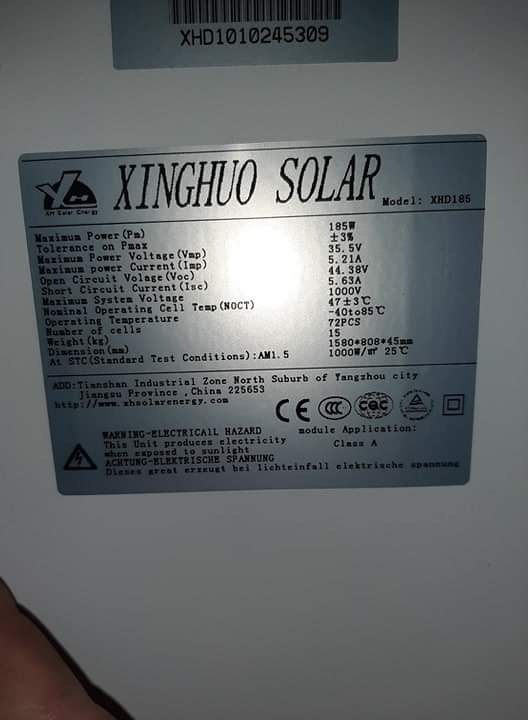 XHD1010245309
XINGHUO SOLAR
AM Solar Energy
Model: XHD185
Maximum Power(Pm) 185W
Tolerance on Pmax ±3%
Maximum Power Voltage(Vmp) 35.5V
Maximum power Current(Imp) 5.21A
Open Circuit Volage(Voc) 44.38V
Short Circuit Current(Isc) 5.63A
Maximum System Voltage 1000V
Nominal Operating Cell Temp(NOCT) 47±3℃
Operating Temperature -40to85℃
Number of cells 72PCS
Weight(kg) 15
Dimension(mm) 1580*808*45mm
At STC(Standard Test Conditions):AM1.5 1000W/㎡ 25℃
ADD:Tianshan Industrial Zone North Suburb of Yangzhou city
Jiangsu Province ,China 225653
http://www.xhsolarenergy.com
CE CCC CQC
WARNING-ELECTRICALL HAZARD
This Unit produces electricity
when exposed to sunlight
ACHTUNG-ELEKTRISCHE SPANNUNG
Dieses great erzeugt bei lichteinfall elektrische spannung
module Application:
Class A